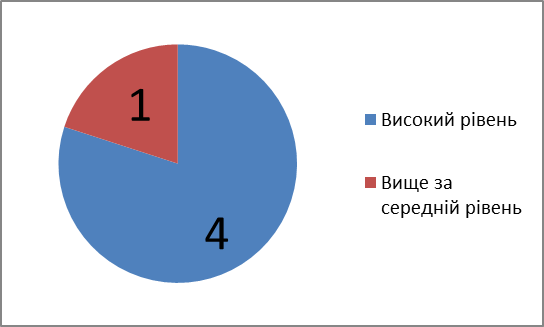 1
4
Високий рівень
Вище за
середній рівень